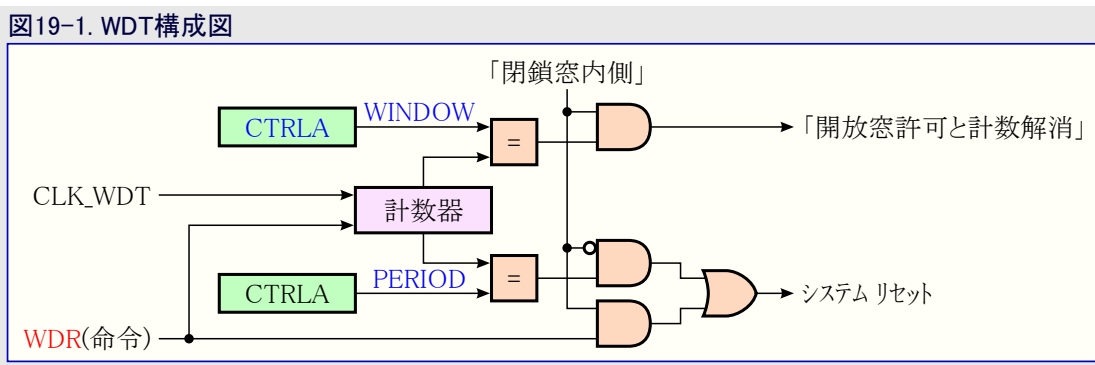 図19-1. WDT構成図
「閉鎖窓内側」
CTRLA
WINDOW
=
「開放窓許可と計数解消」
CLK_WDT
計数器
CTRLA
PERIOD
=
システム リセット
WDR(命令)